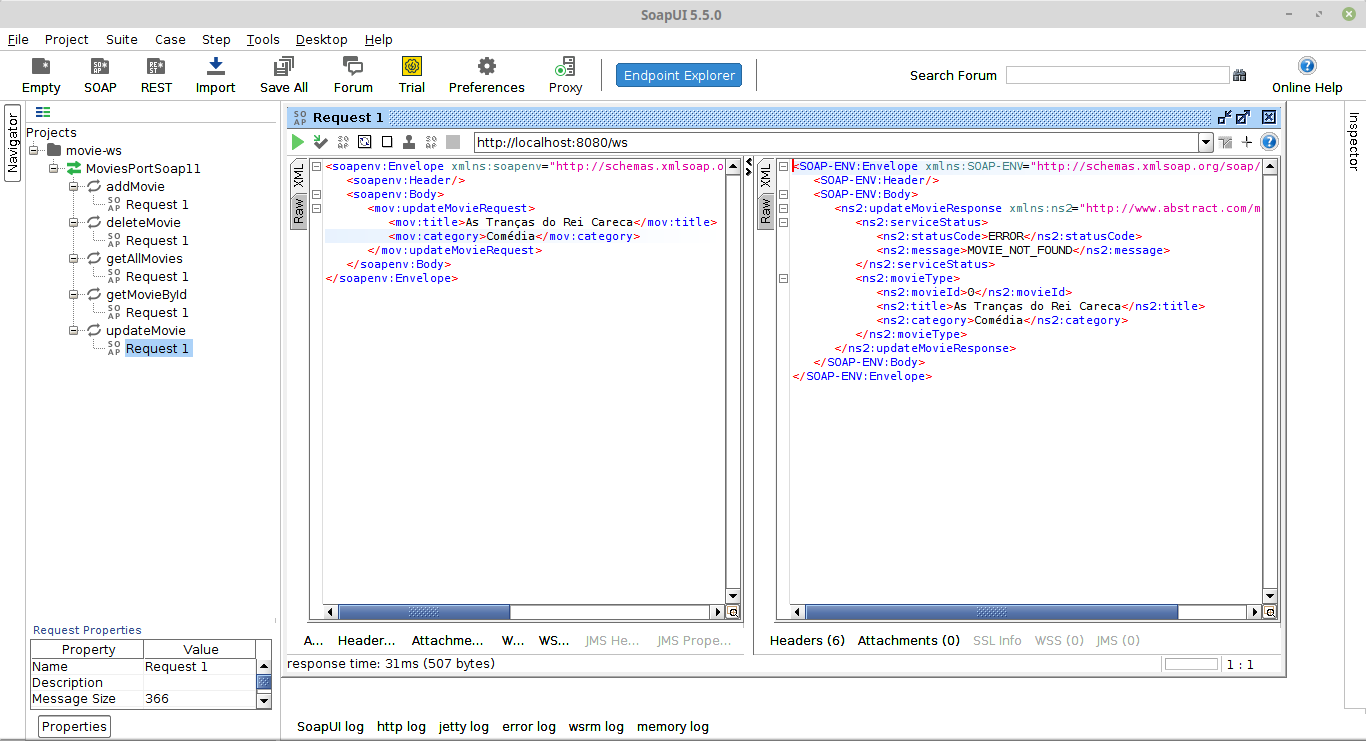 SoapUI 5.5.0
File Project Suite Case Step Tools Desktop Help
Empty SOAP REST Import Save All Forum Trial Preferences Proxy Endpoint Explorer Search Forum Online Help
Navigator
Projects
movie-ws
MoviesPortSoap11
addMovie
Request 1
deleteMovie
Request 1
getAllMovies
Request 1
getMovieById
Request 1
updateMovie
Request 1
Request Properties
Property Value
Name Request 1
Description
Message Size 366
Properties
Request 1
http://localhost:8080/ws
XML
Raw
<soapenv:Envelope xmlns:soapenv="http://schemas.xmlsoap.o
<soapenv:Header/>
<soapenv:Body>
<mov:updateMovieRequest>
<mov:title>As Tranças do Rei Careca</mov:title>
<mov:category>Comédia</mov:category>
</mov:updateMovieRequest>
</soapenv:Body>
</soapenv:Envelope>
A... Header... Attachme... W... WS... JMS He... JMS Prope...
XML
Raw
<SOAP-ENV:Envelope xmlns:SOAP-ENV="http://schemas.xmlsoap.org/soap/
<SOAP-ENV:Header/>
<SOAP-ENV:Body>
<ns2:updateMovieResponse xmlns:ns2="http://www.abstract.com/m
<ns2:serviceStatus>
<ns2:statusCode>ERROR</ns2:statusCode>
<ns2:message>MOVIE_NOT_FOUND</ns2:message>
</ns2:serviceStatus>
<ns2:movieType>
<ns2:movieId>0</ns2:movieId>
<ns2:title>As Tranças do Rei Careca</ns2:title>
<ns2:category>Comédia</ns2:category>
</ns2:movieType>
</ns2:updateMovieResponse>
</SOAP-ENV:Body>
</SOAP-ENV:Envelope>
Headers (6) Attachments (0) SSL Info WSS (0) JMS (0)
response time: 31ms (507 bytes)
1 : 1
Inspector
SoapUI log http log jetty log error log wsrm log memory log